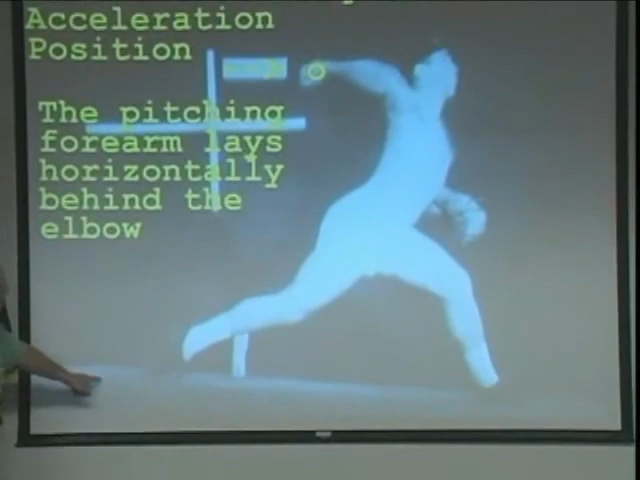 Acceleration
Position
The pitching
forearm lays
horizontally
behind the
elbow